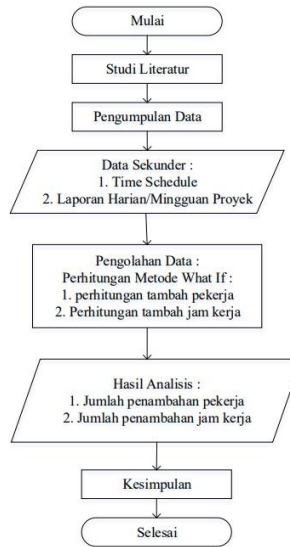 Mulai
Studi Literatur
Pengumpulan Data
Data Sekunder :
1. Time Schedule
2. Laporan Harian/Mingguan Proyek
Pengolahan Data :
Perhitungan Metode What If :
1. perhitungan tambah pekerja
2. Perhitungan tambah jam kerja
Hasil Analisis :
1. Jumlah penambahan pekerja
2. Jumlah penambahan jam kerja
Kesimpulan
Selesai